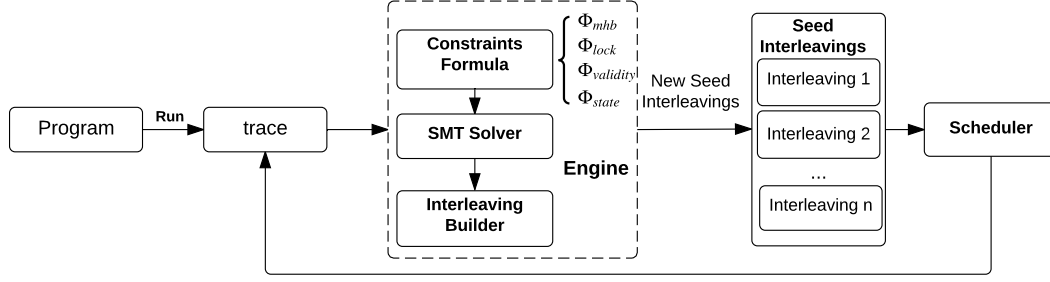 Program
Run
trace
Constraints
Formula
Φmhb
Φlock
Φvalidity
Φstate
SMT Solver
Engine
Interleaving
Builder
New Seed
Interleavings
Seed
Interleavings
Interleaving 1
Interleaving 2
...
Interleaving n
Scheduler